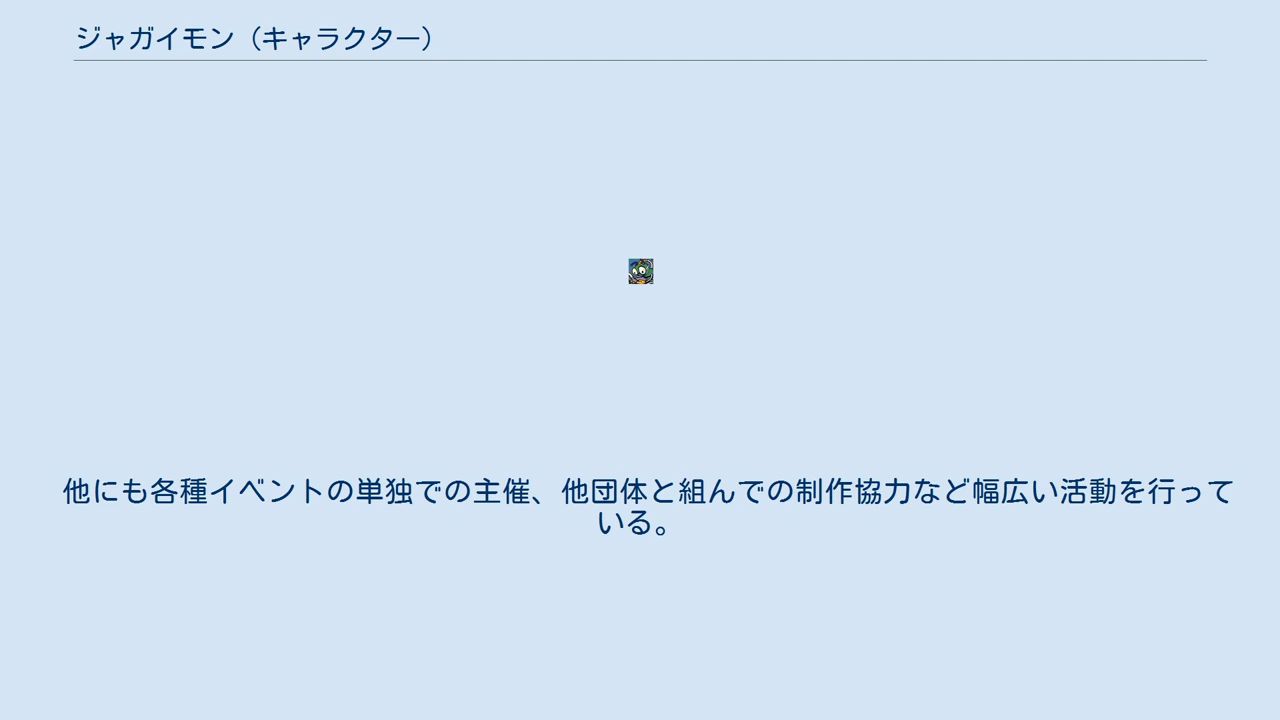 ジャガイモン（キャラクター）
他にも各種イベントの単独での主催、他団体と組んでの制作協力など幅広い活動を行って
いる。